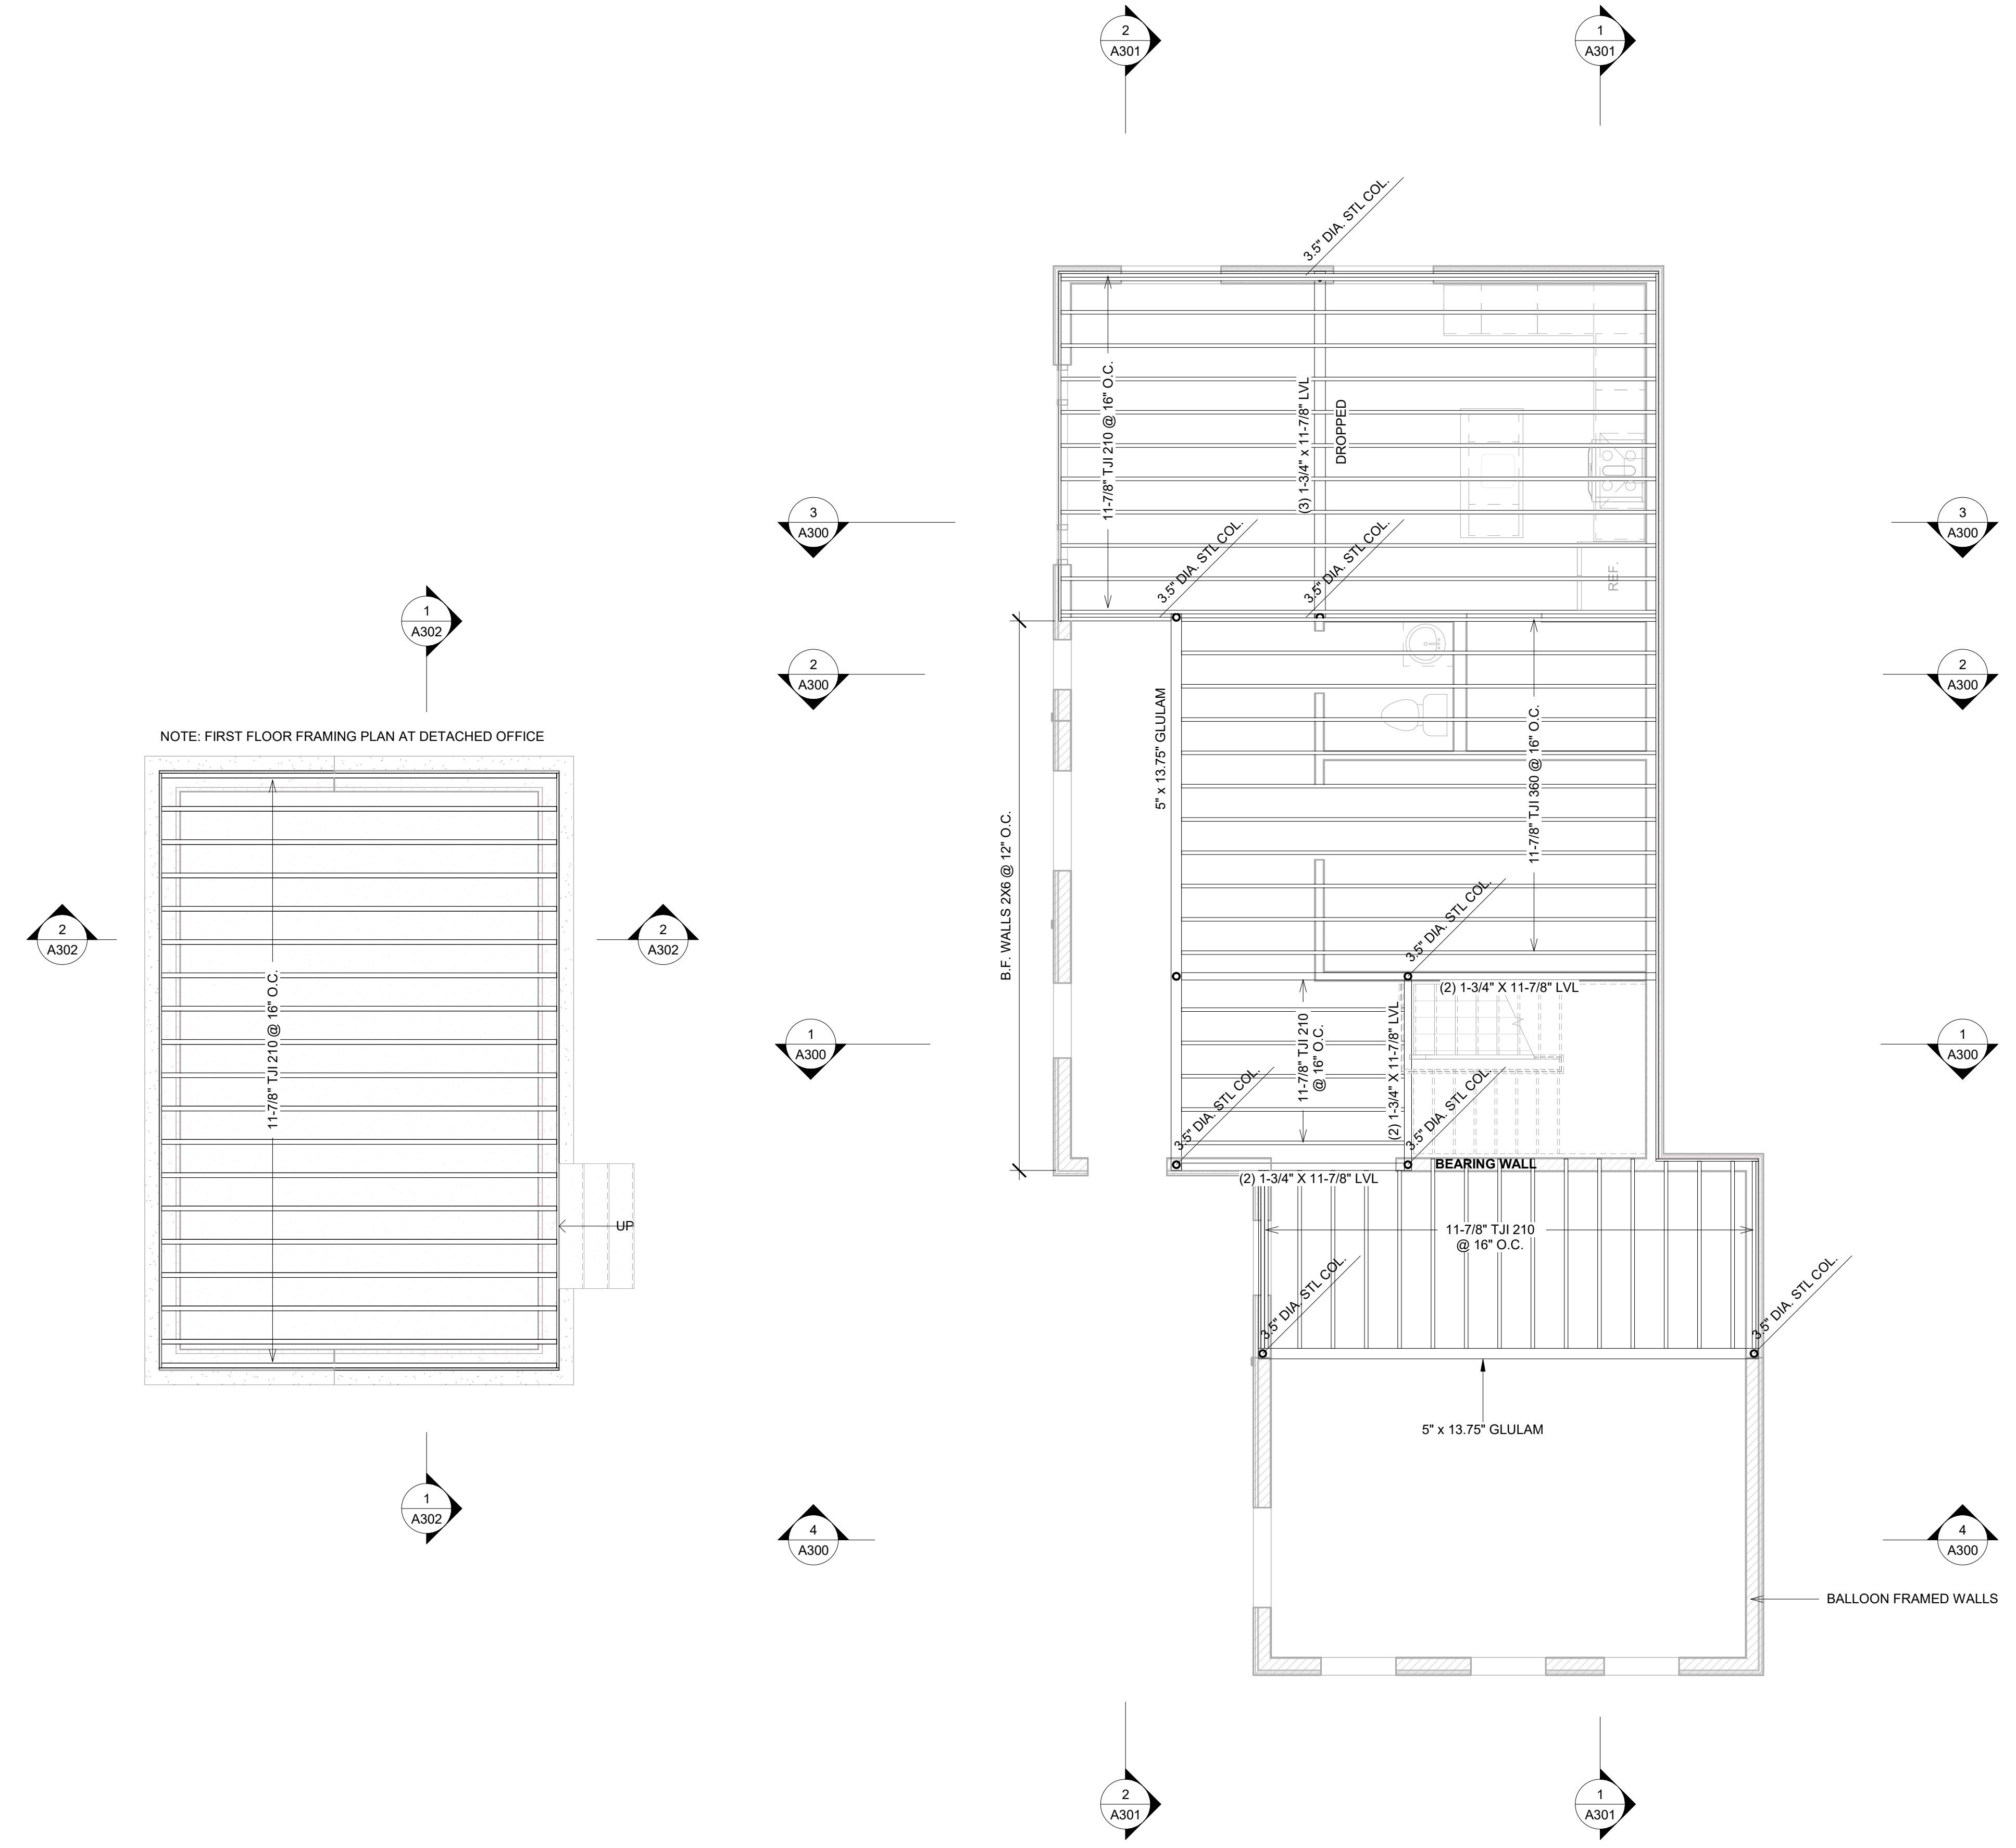 2
A301
1
A301
3.5" DIA. STL COL.
11-7/8" TJI 210 @ 16" O.C.
(3) 1-3/4" x 11-7/8" LVL
DROPPED
3
A300
3
A300
3.5" DIA. STL COL.
3.5" DIA. STL COL.
REF.
1
A302
2
A300
2
A300
NOTE: FIRST FLOOR FRAMING PLAN AT DETACHED OFFICE
5" x 13.75" GLULAM
11-7/8" TJI 360 @ 16" O.C.
B.F. WALLS 2X6 @ 12" O.C.
2
A302
2
A302
3.5" DIA. STL COL.
(2) 1-3/4" X 11-7/8" LVL
11-7/8" TJI 210 @ 16" O.C.
1
A300
11-7/8" TJI 210
@ 16" O.C.
(2) 1-3/4" X 11-7/8" LVL
1
A300
3.5" DIA. STL COL.
3.5" DIA. STL COL.
BEARING WALL
(2) 1-3/4" X 11-7/8" LVL
UP
11-7/8" TJI 210
@ 16" O.C.
3.5" DIA. STL COL.
3.5" DIA. STL COL.
5" x 13.75" GLULAM
1
A302
4
A300
4
A300
BALLOON FRAMED WALLS
2
A301
1
A301